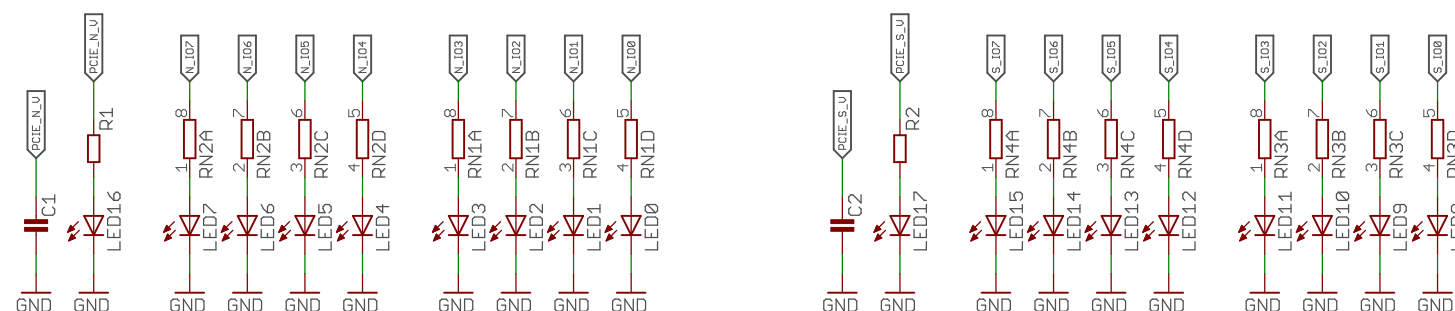 PCIE_N_V
PCIE_N_V
N_IO7
N_IO6
N_IO5
N_IO4
N_IO3
N_IO2
N_IO1
N_IO0
PCIE_S_V
PCIE_S_V
S_IO7
S_IO6
S_IO5
S_IO4
S_IO3
S_IO2
S_IO1
S_IO0
R1
8 1 RN2A
7 2 RN2B
6 3 RN2C
5 4 RN2D
8 1 RN1A
7 2 RN1B
6 3 RN1C
5 4 RN1D
R2
8 1 RN4A
7 2 RN4B
6 3 RN4C
5 4 RN4D
8 1 RN3A
7 2 RN3B
6 3 RN3C
5 4
C1
LED16
LED7
LED6
LED5
LED4
LED3
LED2
LED1
LED0
C2
LED17
LED15
LED14
LED13
LED12
LED11
LED10
LED9
GND GND GND GND GND GND GND GND GND GND GND GND GND GND GND GND GND GND GND GND